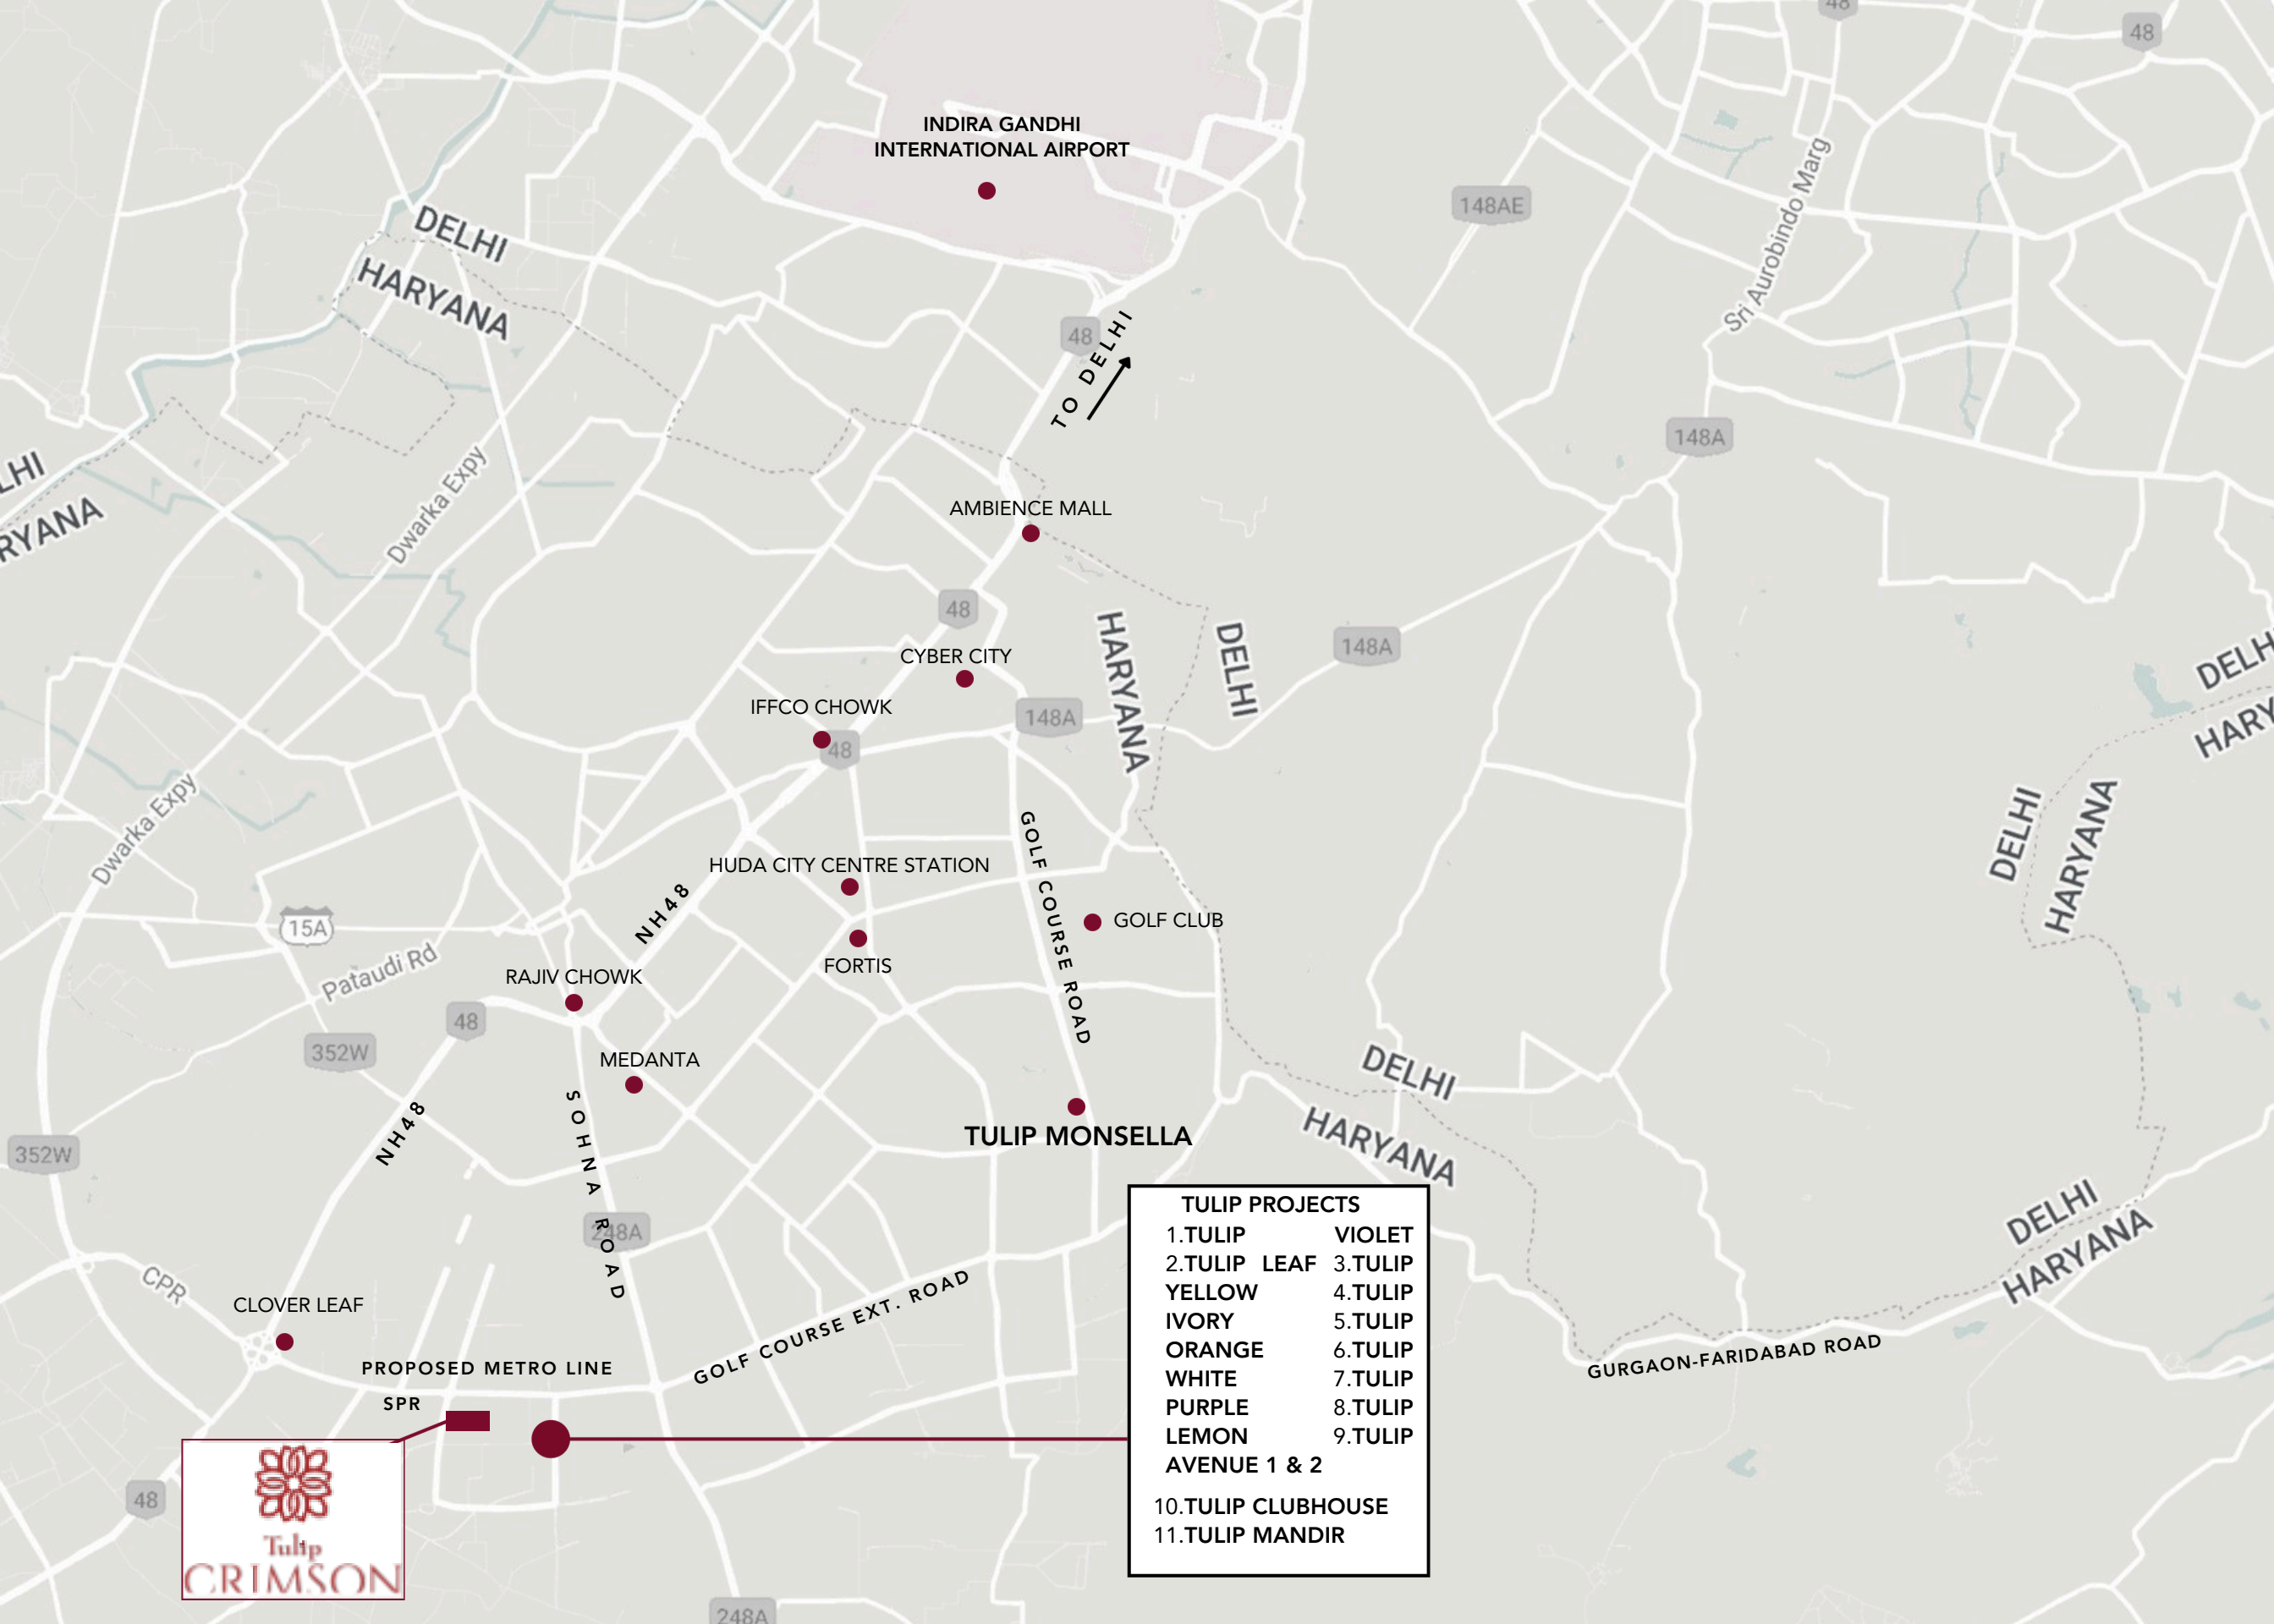 48
48
INDIRA GANDHI
INTERNATIONAL AIRPORT
148AE
Sri Aurobindo Marg
DELHI
HARYANA
48
TO DELHI
148A
LHI
RYANA
Dwarka Expy
AMBIENCE MALL
48
HARYANA
DELHI
148A
CYBER CITY
IFFCO CHOWK
48
148A
DELH
HARY
Dwarka Expy
GOLF COURSE ROAD
DELHI
HARYANA
HUDA CITY CENTRE STATION
NH48
GOLF CLUB
15A
Pataudi Rd
FORTIS
RAJIV CHOWK
48
352W
MEDANTA
NH48
SOHNA ROAD
DELHI
HARYANA
352W
TULIP MONSELLA
248A
CPR
CLOVER LEAF
GOLF COURSE EXT. ROAD
DELHI
HARYANA
GURGAON-FARIDABAD ROAD
PROPOSED METRO LINE
SPR
TULIP PROJECTS
1.TULIP VIOLET
2.TULIP LEAF 3.TULIP
YELLOW 4.TULIP
IVORY 5.TULIP
ORANGE 6.TULIP
WHITE 7.TULIP
PURPLE 8.TULIP
LEMON 9.TULIP
AVENUE 1 & 2
10.TULIP CLUBHOUSE
11.TULIP MANDIR
48
Tulip
CRIMSON
248A